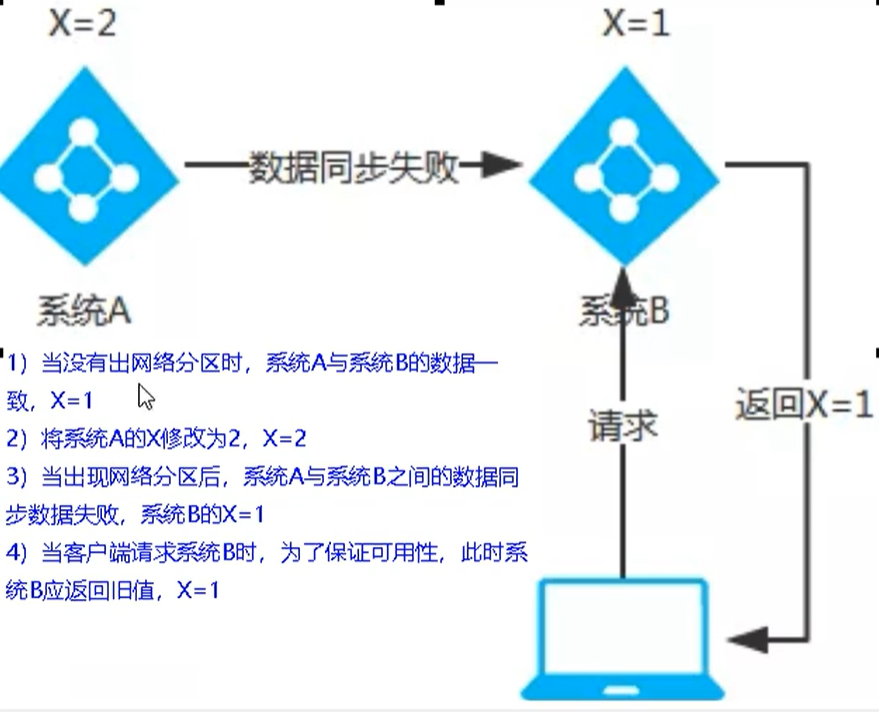 X=2
X=1
数据同步失败
系统A
系统B
1）当没有出网络分区时，系统A与系统B的数据一
致，X=1
2）将系统A的X修改为2，X=2
3）当出现网络分区后，系统A与系统B之间的数据同
步数据失败，系统B的X=1
4）当客户端请求系统B时，为了保证可用性，此时系
统B应返回旧值，X=1
请求
返回X=1